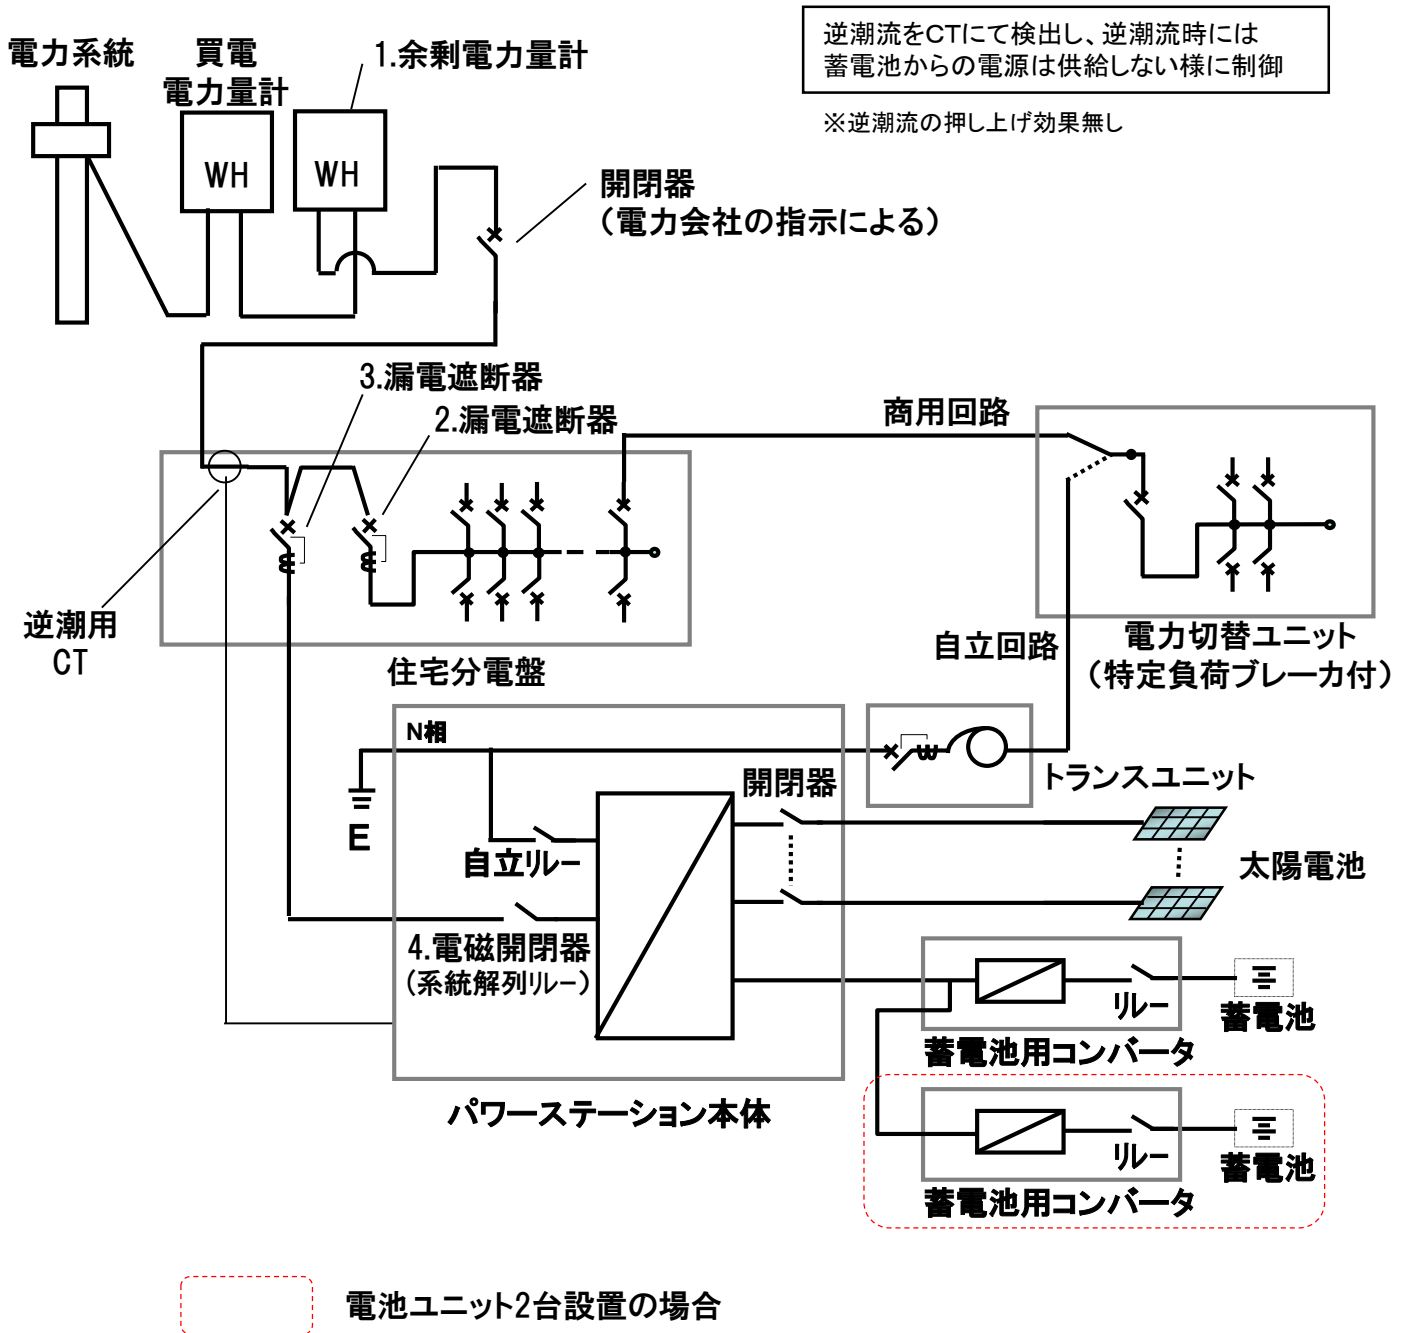 逆潮流をCTにて検出し、逆潮流時には
蓄電池からの電源は供給しない様に制御
※逆潮流の押し上げ効果無し
電力系統
買電
電力量計
1.余剰電力量計
WH
WH
開閉器
（電力会社の指示による）
3.漏電遮断器
2.漏電遮断器
商用回路
逆潮用
CT
住宅分電盤
自立回路
電力切替ユニット
（特定負荷ブレーカ付）
N相
E
自立リレー
開閉器
トランスユニット
太陽電池
4.電磁開閉器
（系統解列リレー）
リレー
蓄電池
蓄電池用コンバータ
パワーステーション本体
リレー
蓄電池
蓄電池用コンバータ
電池ユニット2台設置の場合